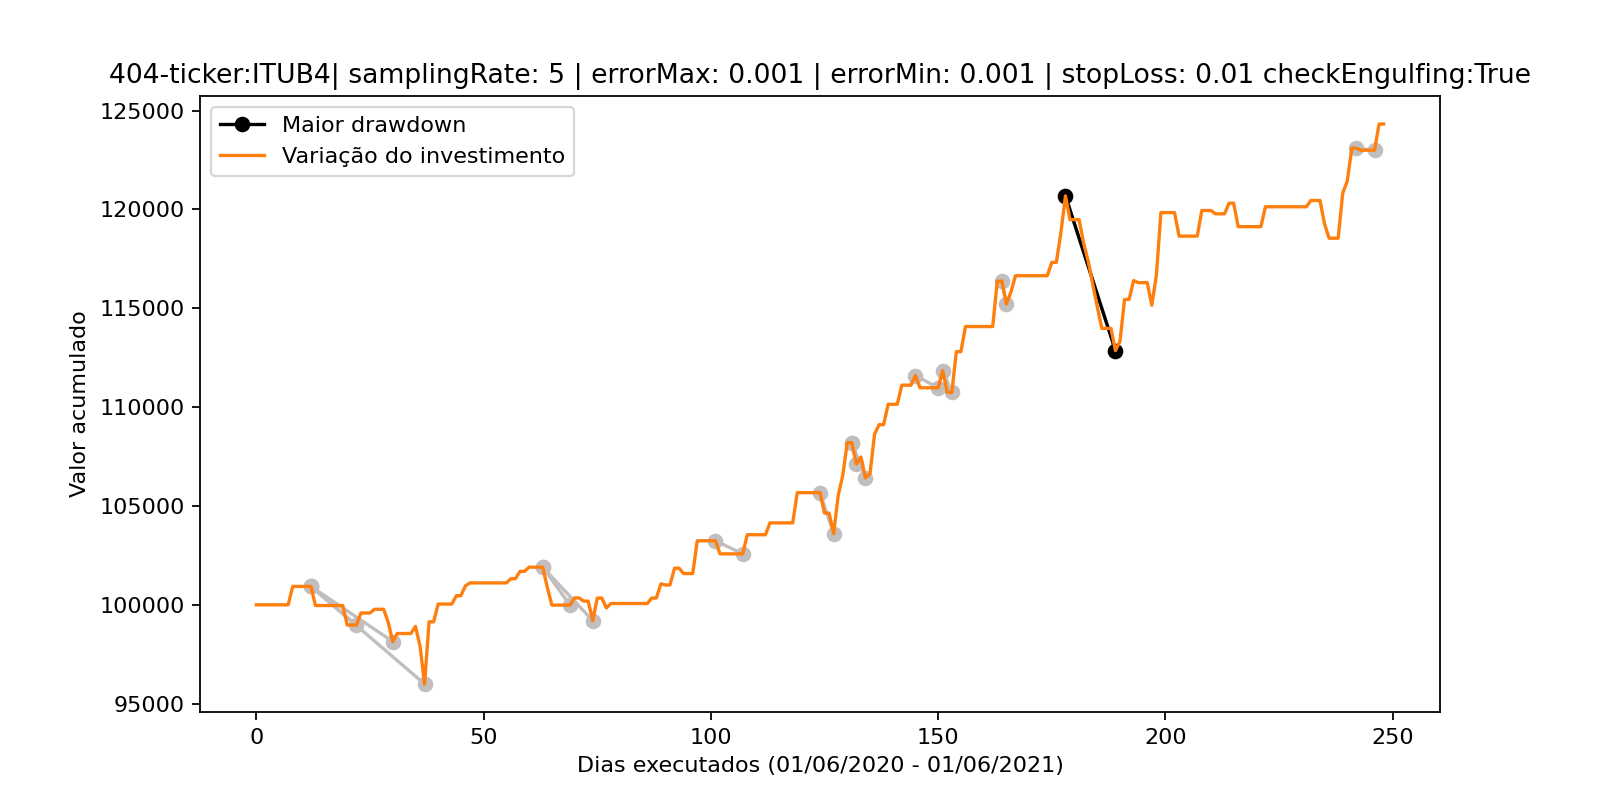 404-ticker:ITUB4| samplingRate: 5 | errorMax: 0.001 | errorMin: 0.001 | stopLoss: 0.01 checkEngulfing:True
Maior drawdown
Variação do investimento
125000
120000
115000
110000
105000
100000
95000
Valor acumulado
0 50 100 150 200 250
Dias executados (01/06/2020 - 01/06/2021)